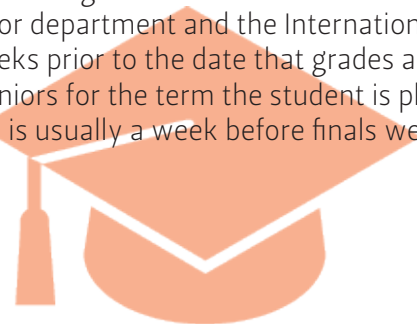 or department and the Internation
eks prior to the date that grades a
niors for the term the student is pl
is usually a week before finals we